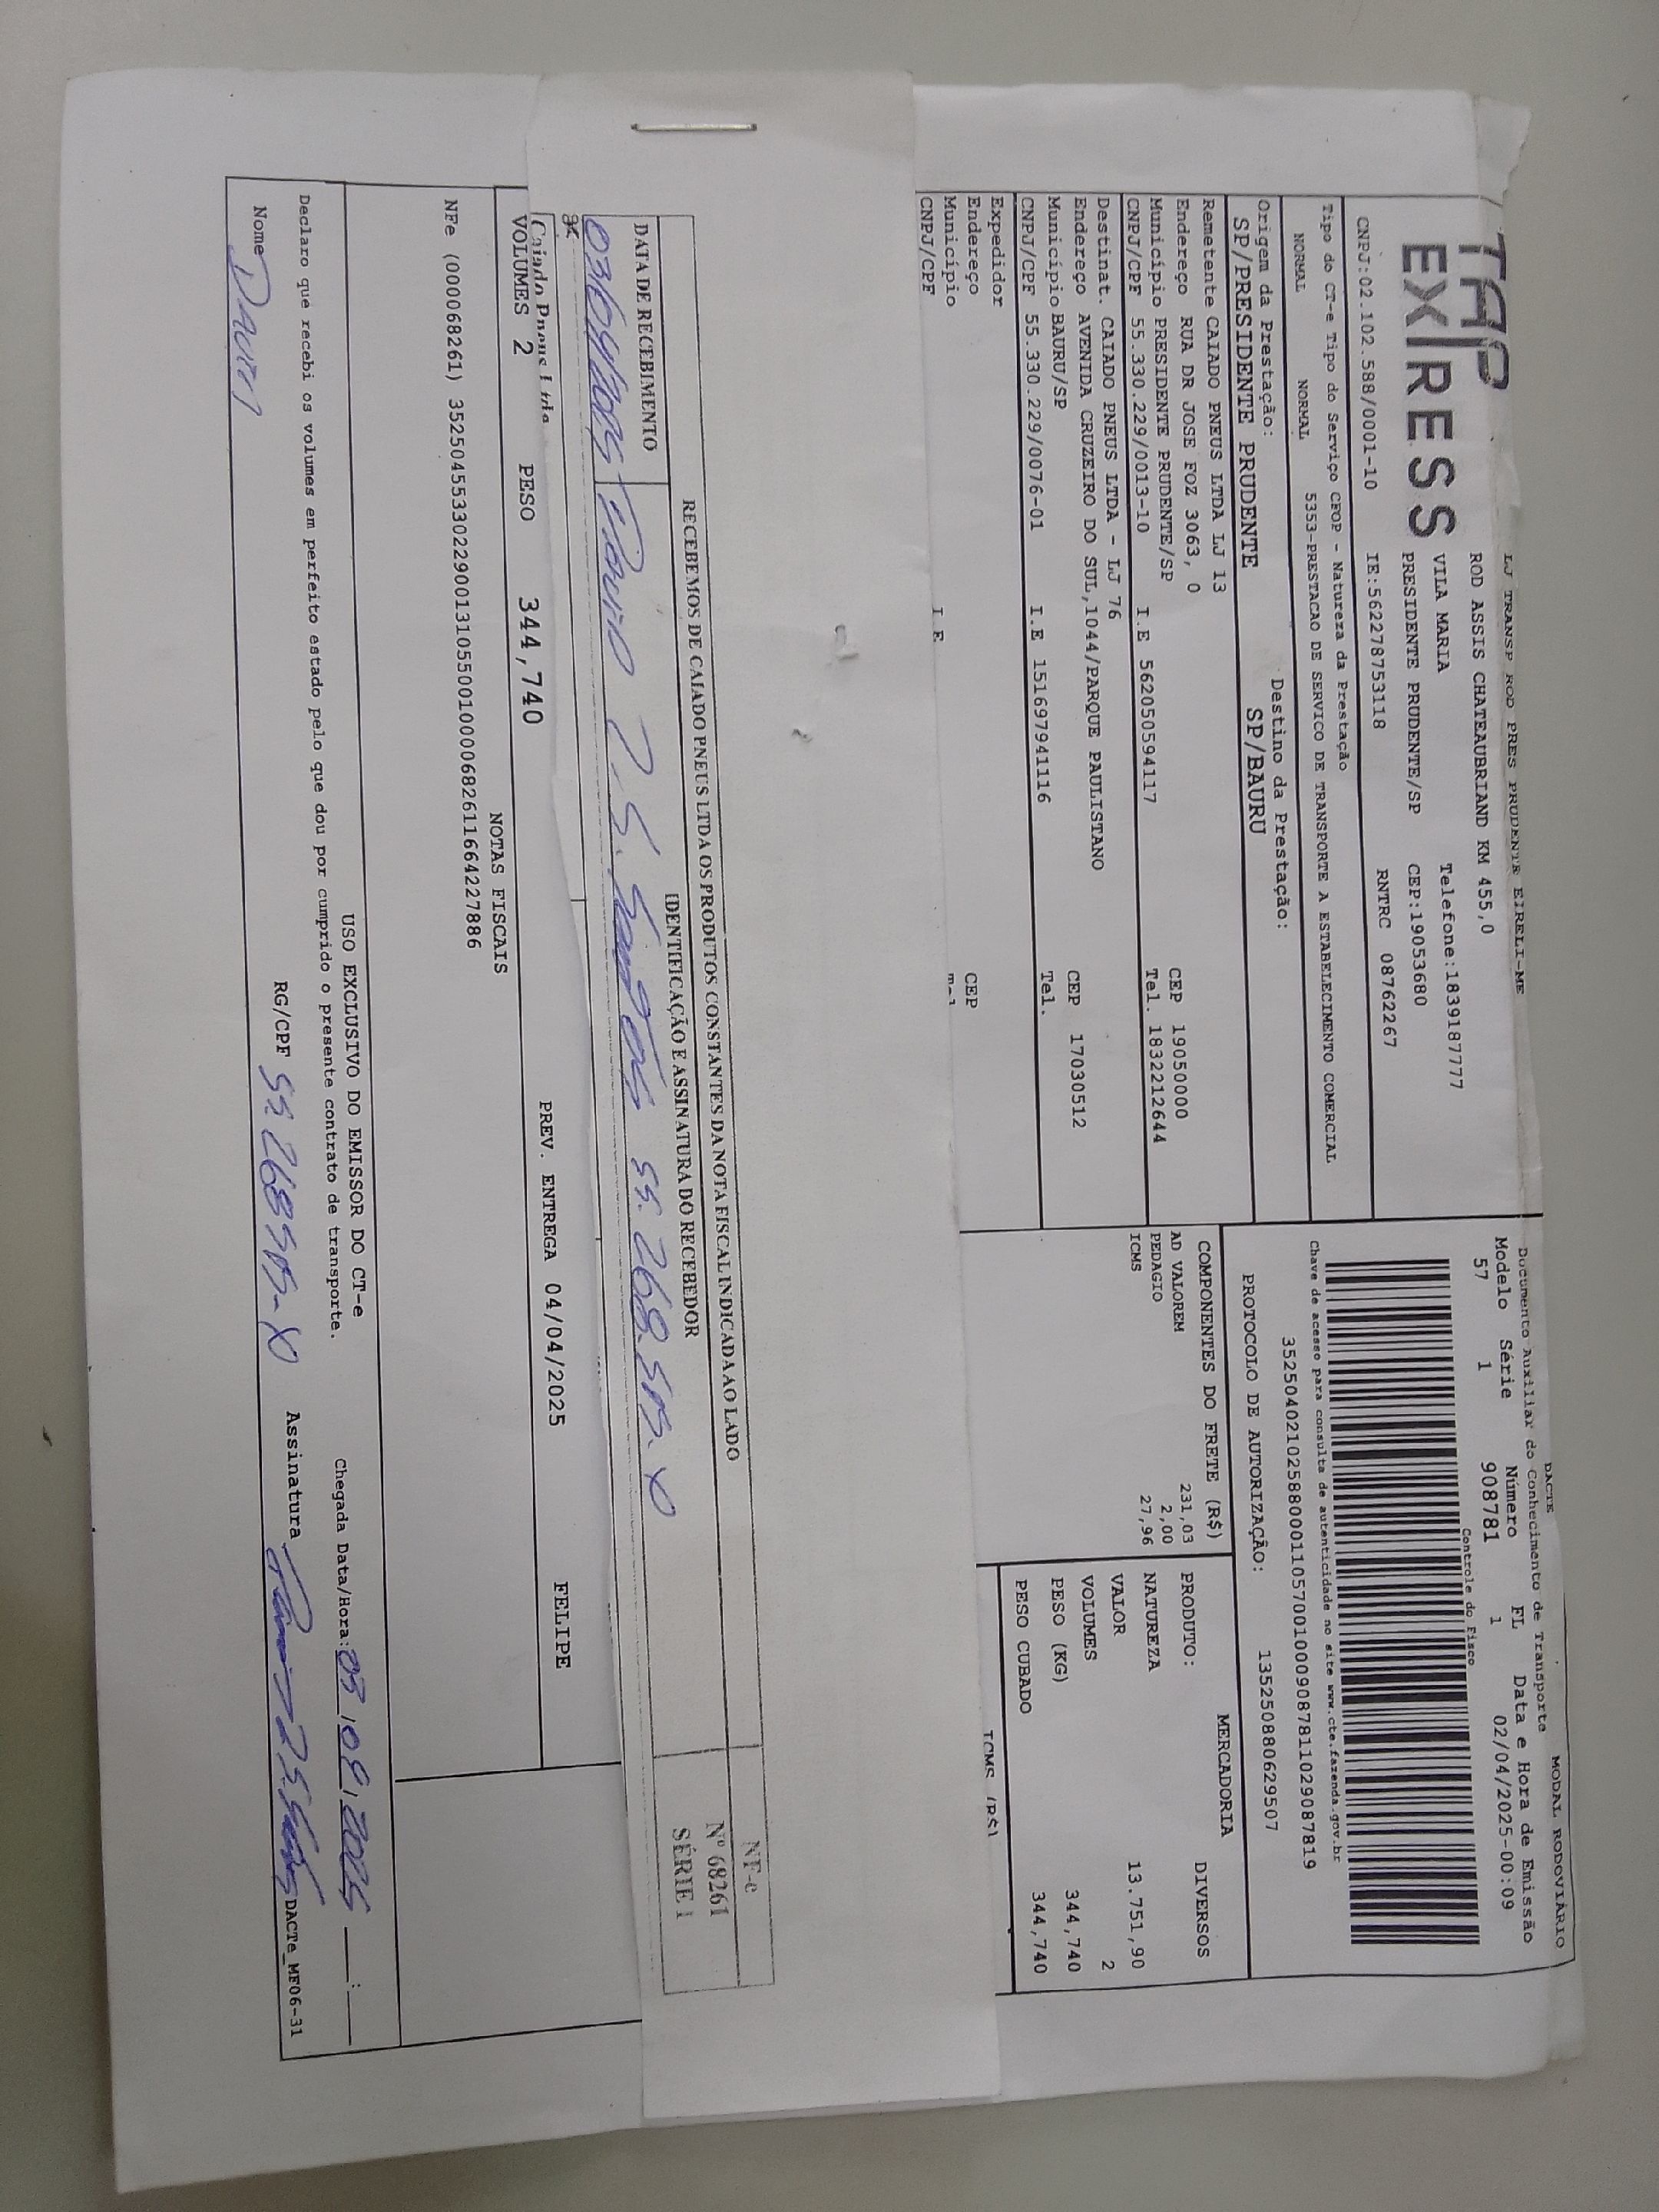 DACTE
MODAL RODOVIÁRIO
LJ TRANSP ROD PRES PRUDENTE EIRELI-ME
Documento Auxiliar do Conhecimento de Transporte
TAP
EXPRESS
ROD ASSIS CHATEAUBRIAND KM 455,0
VILA MARIA
Telefone:1839187777
PRESIDENTE PRUDENTE/SP CEP:19053680
CNPJ:02.102.588/0001-10 IE:562278753118 RNTRC 08762267
Modelo Série Número FL Data e Hora de Emissão
57 1 908781 1 02/04/2025-00:09
Controle do Fisco
Tipo do CT-e Tipo do Serviço CFOP - Natureza da Prestação
NORMAL NORMAL 5353-PRESTACAO DE SERVICO DE TRANSPORTE A ESTABELECIMENTO COMERCIAL
Chave de acesso para consulta de autenticidade no site www.cte.fazenda.gov.br
35250402102588000110570010009087811029087819
Origem da Prestação: Destino da Prestação:
SP/PRESIDENTE PRUDENTE SP/BAURU
PROTOCOLO DE AUTORIZAÇÃO: 135250880629507
Remetente CAIADO PNEUS LTDA LJ 13
Endereço RUA DR JOSE FOZ 3063, 0 CEP 19050000
Município PRESIDENTE PRUDENTE/SP Tel. 1832212644
CNPJ/CPF 55.330.229/0013-10 I.E 562050594117
Destinat. CAIADO PNEUS LTDA - LJ 76
Endereço AVENIDA CRUZEIRO DO SUL,1044/PARQUE PAULISTANO CEP 17030512
Município BAURU/SP Tel.
CNPJ/CPF 55.330.229/0076-01 I.E 151697941116
Expedidor
Endereço CEP
Município Tel
CNPJ/CPF I.E
COMPONENTES DO FRETE (R$)
AD VALOREM 231,03
PEDAGIO 2,00
ICMS 27,96
MERCADORIA
PRODUTO: DIVERSOS
NATUREZA
VALOR 13.751,90
VOLUMES 2
PESO (KG) 344,740
PESO CUBADO 344,740
ICMS (R$)
RECEBEMOS DE CAIADO PNEUS LTDA OS PRODUTOS CONSTANTES DA NOTA FISCAL INDICADA AO LADO
NF-e
Nº 68261
SÉRIE 1
DATA DE RECEBIMENTO IDENTIFICAÇÃO E ASSINATURA DO RECEBEDOR
03/04/2025
Caiado Pneus Ltda
VOLUMES 2 PESO 344,740 PREV. ENTREGA 04/04/2025 FELIPE
NOTAS FISCAIS
NFe (000068261) 35250455330229001310550010000682611664227886
USO EXCLUSIVO DO EMISSOR DO CT-e
Declaro que recebi os volumes em perfeito estado pelo que dou por cumprido o presente contrato de transporte.
Chegada Data/Hora: __:__
Nome RG/CPF Assinatura
DACTe_MF06-31